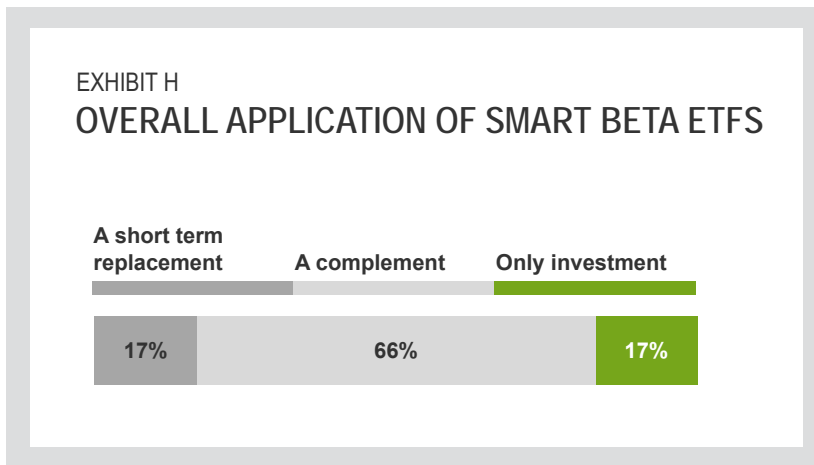 EXHIBIT H
OVERALL APPLICATION OF SMART BETA ETFS
A short term
replacement
A complement
Only investment
17%
66%
17%